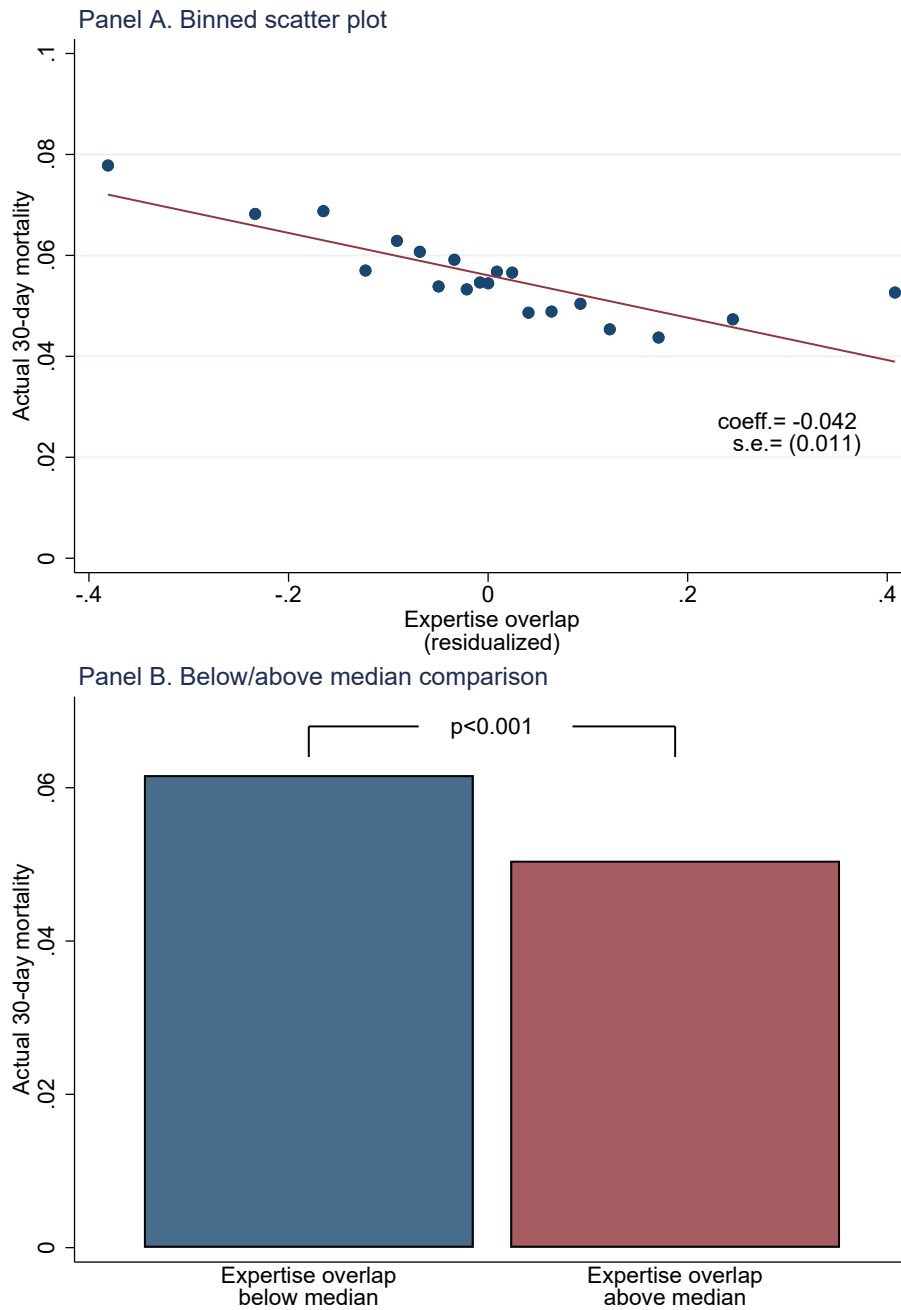 Panel A. Binned scatter plot
.1
.08
.06
.04
.02
0
Actual 30-day mortality
coeff.= -0.042
s.e.= (0.011)
-.4
-.2
0
.2
.4
Expertise overlap
(residualized)
Panel B. Below/above median comparison
p<0.001
.06
.04
.02
0
Actual 30-day mortality
Expertise overlap
below median
Expertise overlap
above median